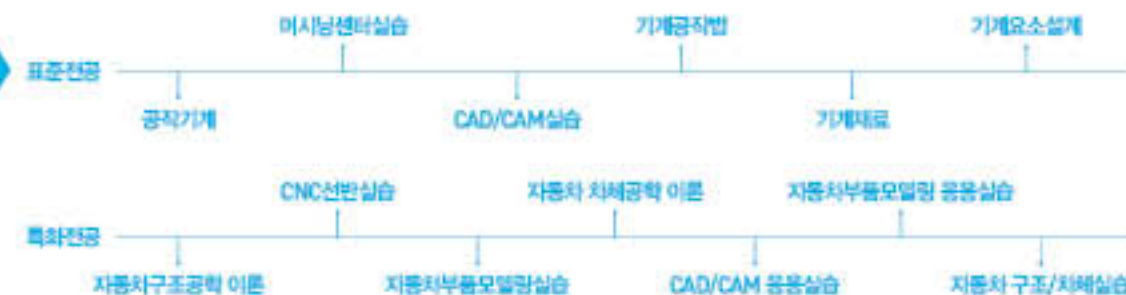 머시닝센터실습 기계공작법 기계요소설계
표준전공
공작기계 CAD/CAM실습 기계재료
CNC선반실습 자동차 차체공학 이론 자동차부품모델링 응용실습
특화전공
자동차구조공학 이론 자동차부품모델링실습 CAD/CAM 응용실습 자동차 구조/차체실습